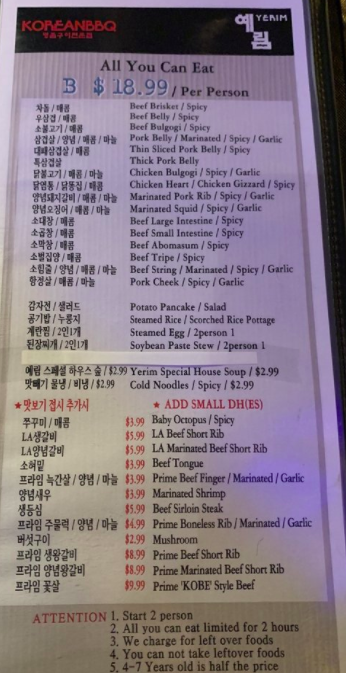 KOREANBBQ
명품구이전문점
예림 YERIM
All You Can Eat
B $18.99 / Per Person
차돌 / 매콤 Beef Brisket / Spicy
우삼겹 / 매콤 Beef Belly / Spicy
소불고기 / 매콤 Beef Bulgogi / Spicy
삼겹살 / 양념 / 매콤 / 마늘 Pork Belly / Marinated / Spicy / Garlic
대패삼겹살 / 매콤 Thin Sliced Pork Belly / Spicy
특삼겹살 Thick Pork Belly
닭불고기 / 매콤 / 마늘 Chicken Bulgogi / Spicy / Garlic
닭염통 / 닭똥집 / 매콤 Chicken Heart / Chicken Gizzard / Spicy
양념돼지갈비 / 매콤 / 마늘 Marinated Pork Rib / Spicy / Garlic
양념오징어 / 매콤 / 마늘 Marinated Squid / Spicy / Garlic
소대창 / 매콤 Beef Large Intestine / Spicy
소곱창 / 매콤 Beef Small Intestine / Spicy
소막창 / 매콤 Beef Abomasum / Spicy
소벌집양 / 매콤 Beef Tripe / Spicy
소힘줄 / 양념 / 매콤 / 마늘 Beef String / Marinated / Spicy / Garlic
항정살 / 매콤 / 마늘 Pork Cheek / Spicy / Garlic
감자전 / 샐러드 Potato Pancake / Salad
공기밥 / 누룽지 Steamed Rice / Scorched Rice Pottage
계란찜 / 2인1개 Steamed Egg / 2person 1
된장찌개 / 2인1개 Soybean Paste Stew / 2person 1
예림 스페셜 하우스 숲 / $2.99 Yerim Special House Soup / $2.99
맛빼기 물냉 / 비냉 / $2.99 Cold Noodles / Spicy / $2.99
★맛보기 접시 추가시 ★ ADD SMALL DH(ES)
쭈꾸미 / 매콤 $3.99 Baby Octopus / Spicy
LA생갈비 $5.99 LA Beef Short Rib
LA양념갈비 $5.99 LA Marinated Beef Short Rib
소혀밑 $3.99 Beef Tongue
프라임 늑간살 / 양념 / 마늘 $3.99 Prime Beef Finger / Marinated / Garlic
양념새우 $3.99 Marinated Shrimp
생등심 $5.99 Beef Sirloin Steak
프라임 주물럭 / 양념 / 마늘 $4.99 Prime Boneless Rib / Marinated / Garlic
버섯구이 $2.99 Mushroom
프라임 생왕갈비 $8.99 Prime Beef Short Rib
프라임 양념왕갈비 $8.99 Prime Marinated Beef Short Rib
프라임 꽃살 $9.99 Prime 'KOBE' Style Beef
ATTENTION 1. Start 2 person
2. All you can eat limited for 2 hours
3. We charge for left over foods
4. You can not take leftover foods
5. 4-7 Years old is half the price